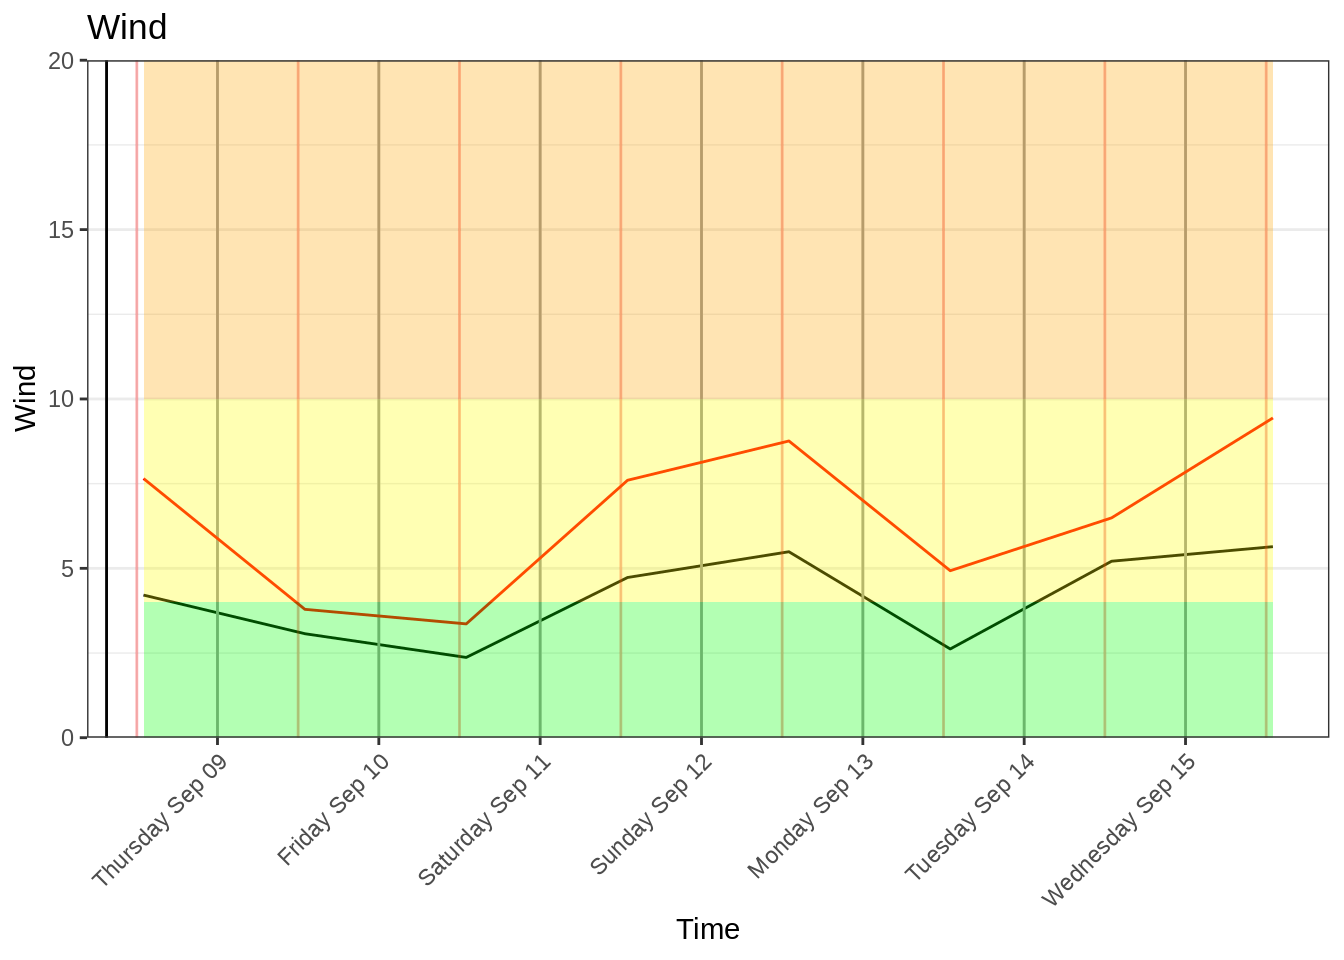 Wind
20
15
10
5
0
Wind
Thursday Sep 09
Friday Sep 10
Saturday Sep 11
Sunday Sep 12
Monday Sep 13
Tuesday Sep 14
Wednesday Sep 15
Time